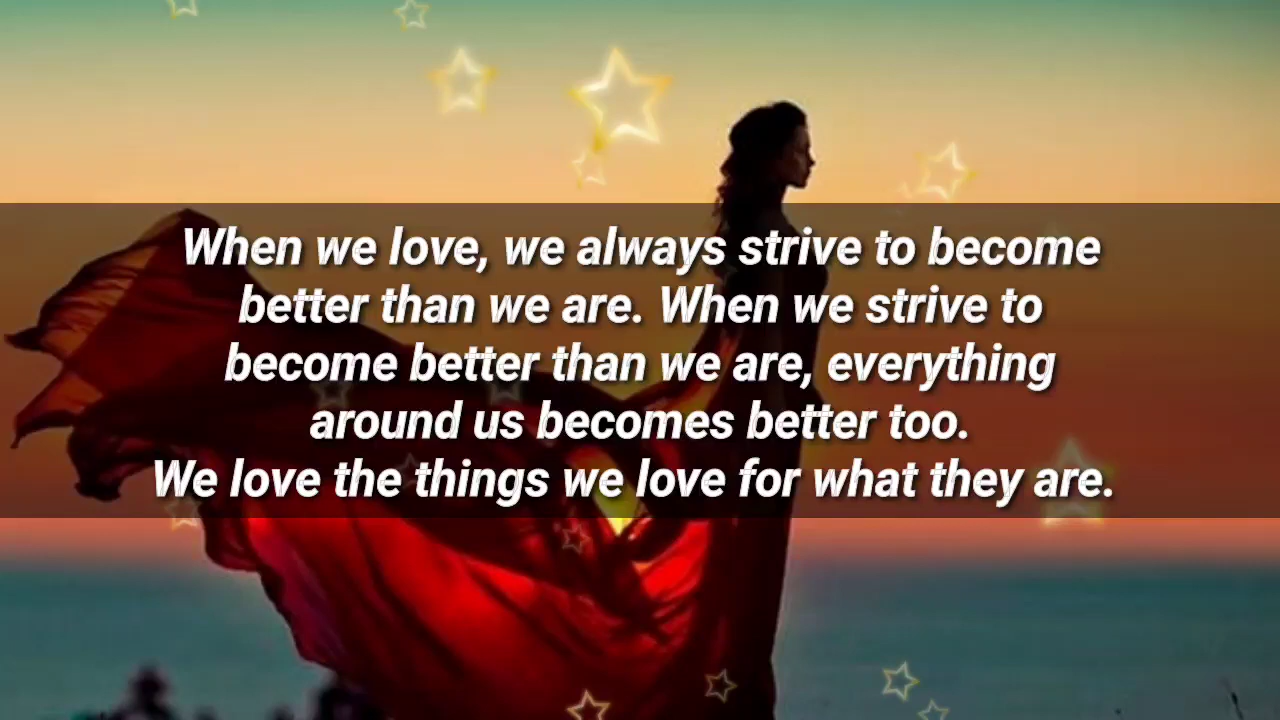 When we love, we always strive to become
better than we are. When we strive to
become better than we are, everything
around us becomes better too.
We love the things we love for what they are.